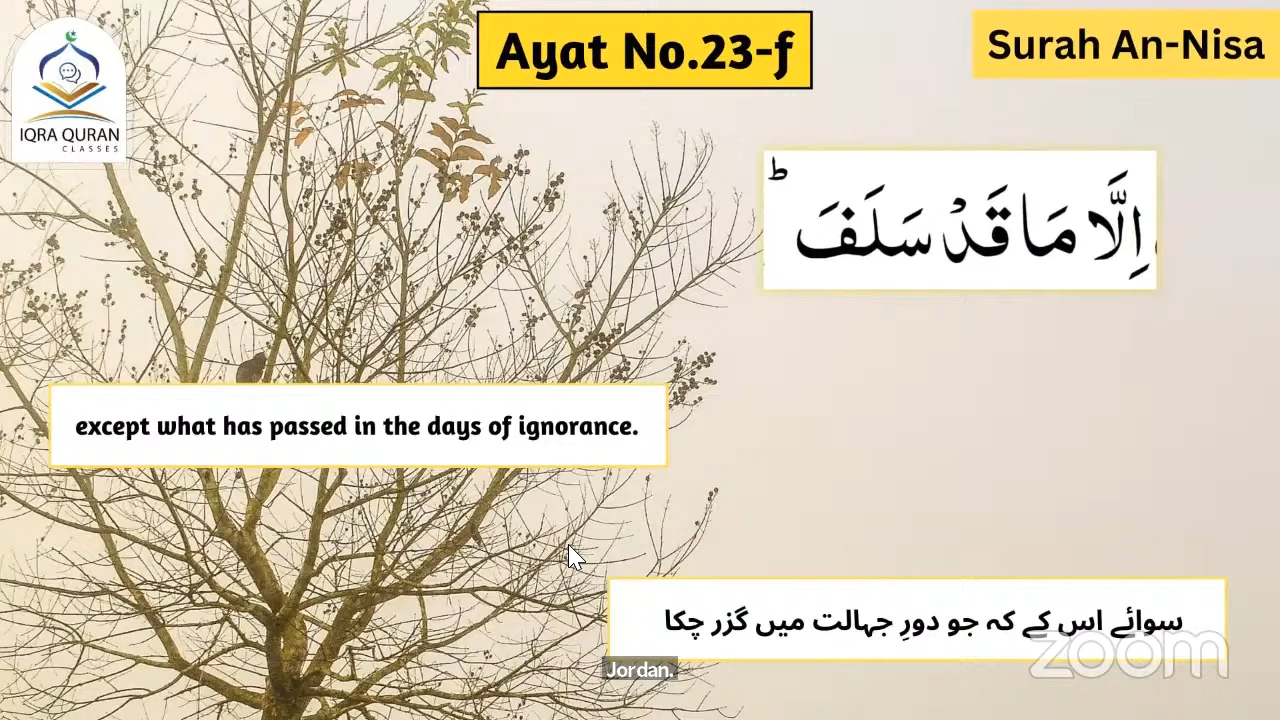 IQRA QURAN
CLASSES
Ayat No.23-f
Surah An-Nisa
اِلَّا مَا قَدْ سَلَفَ ؕ
except what has passed in the days of ignorance.
سوائے اس کے کہ جو دورِ جہالت میں گزر چکا
zoom
Jordan.